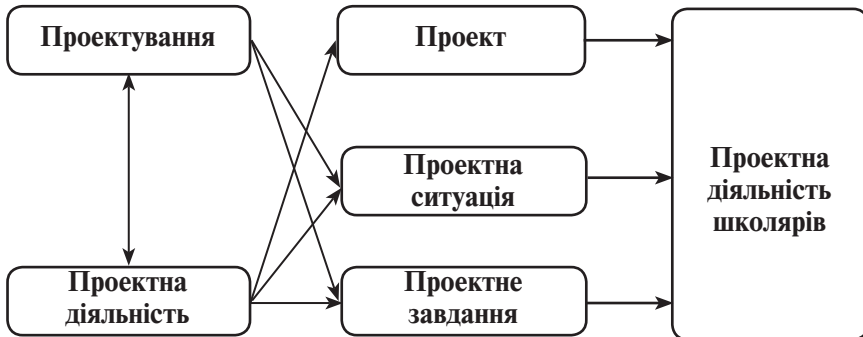 Проектування
Проект
Проектна
ситуація
Проектна
діяльність
школярів
Проектна
діяльність
Проектне
завдання